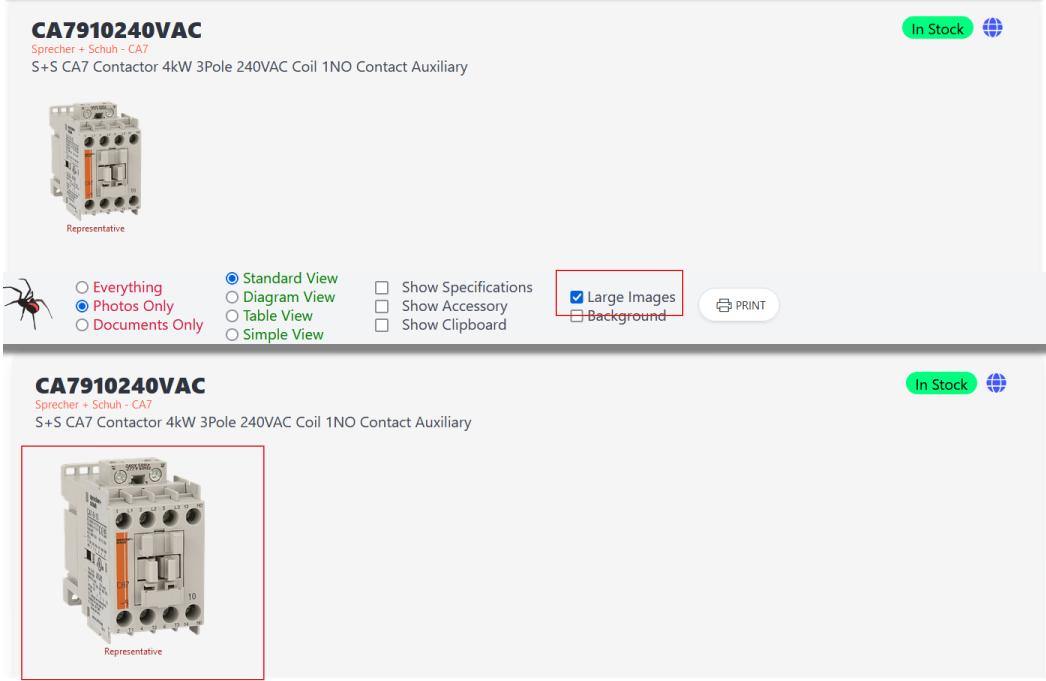 CA7910240VAC
In Stock
Sprecher + Schuh - CA7
S+S CA7 Contactor 4kW 3Pole 240VAC Coil 1NO Contact Auxiliary
Representative
Everything
Photos Only
Documents Only
Standard View
Diagram View
Table View
Simple View
Show Specifications
Show Accessory
Show Clipboard
Large Images
Background
PRINT
CA7910240VAC
In Stock
Sprecher + Schuh - CA7
S+S CA7 Contactor 4kW 3Pole 240VAC Coil 1NO Contact Auxiliary
CA7
10
Representative